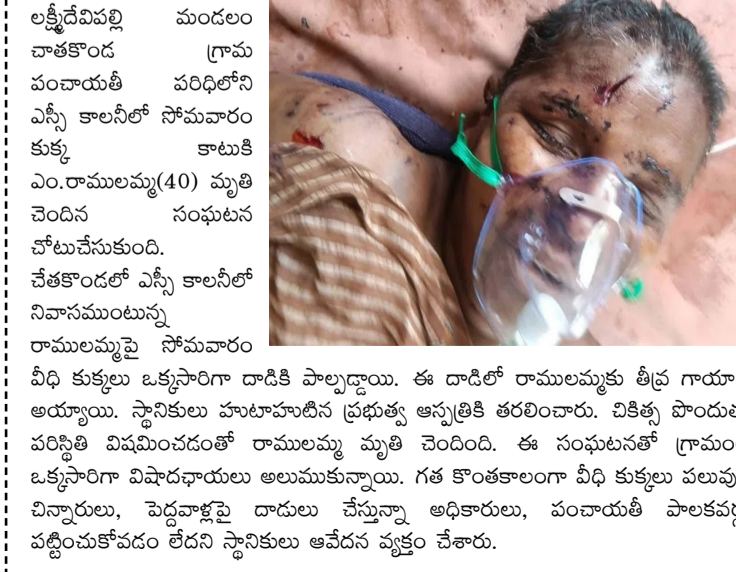 లక్ష్మీదేవిపల్లి మండలం
చాతకొండ గ్రామ
పంచాయతీ పరిధిలోని
ఎస్సీ కాలనీలో సోమవారం
కుక్క కాటుకి
ఎం.రాములమ్మ(40) మృతి
చెందిన సంఘటన
చోటుచేసుకుంది.
చేతకొండలో ఎస్సీ కాలనీలో
నివాసముంటున్న
రాములమ్మపై సోమవారం
వీధి కుక్కలు ఒక్కసారిగా దాడికి పాల్పడ్డాయి. ఈ దాడిలో రాములమ్మకు తీవ్ర గాయా
అయ్యాయి. స్థానికులు హుటాహుటిన ప్రభుత్వ ఆస్పత్రికి తరలించారు. చికిత్స పొందుత
పరిస్థితి విషమించడంతో రాములమ్మ మృతి చెందింది. ఈ సంఘటనతో గ్రామం
ఒక్కసారిగా విషాదఛాయలు అలుముకున్నాయి. గత కొంతకాలంగా వీధి కుక్కలు పలువు
చిన్నారులు, పెద్దవాళ్లపై దాడులు చేస్తున్నా అధికారులు, పంచాయతీ పాలకవర్గ
పట్టించుకోవడం లేదని స్థానికులు ఆవేదన వ్యక్తం చేశారు.